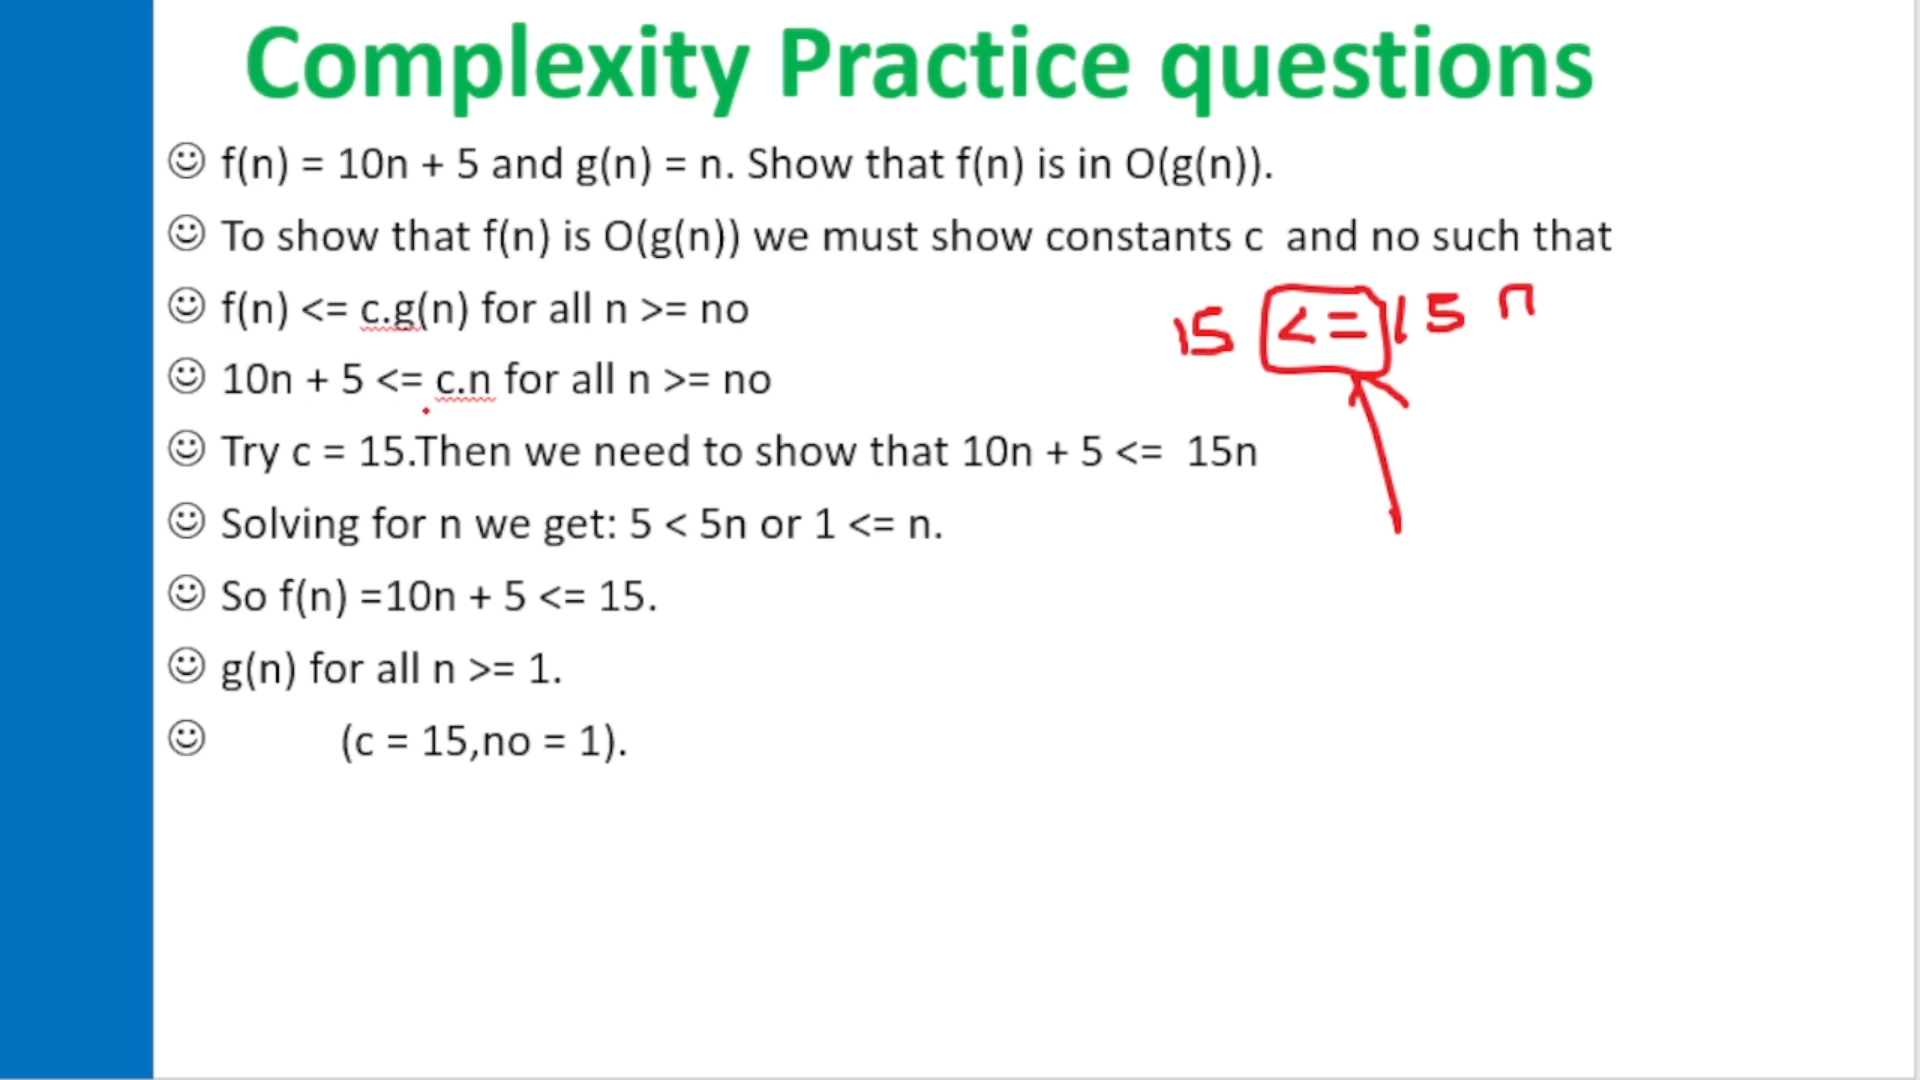 Complexity Practice questions
f(n) = 10n + 5 and g(n) = n. Show that f(n) is in O(g(n)).
To show that f(n) is O(g(n)) we must show constants c and no such that
f(n) <= c.g(n) for all n >= no
15 <= 15 n
10n + 5 <= c.n for all n >= no
Try c = 15.Then we need to show that 10n + 5 <= 15n
Solving for n we get: 5 < 5n or 1 <= n.
So f(n) =10n + 5 <= 15.
g(n) for all n >= 1.
(c = 15,no = 1).